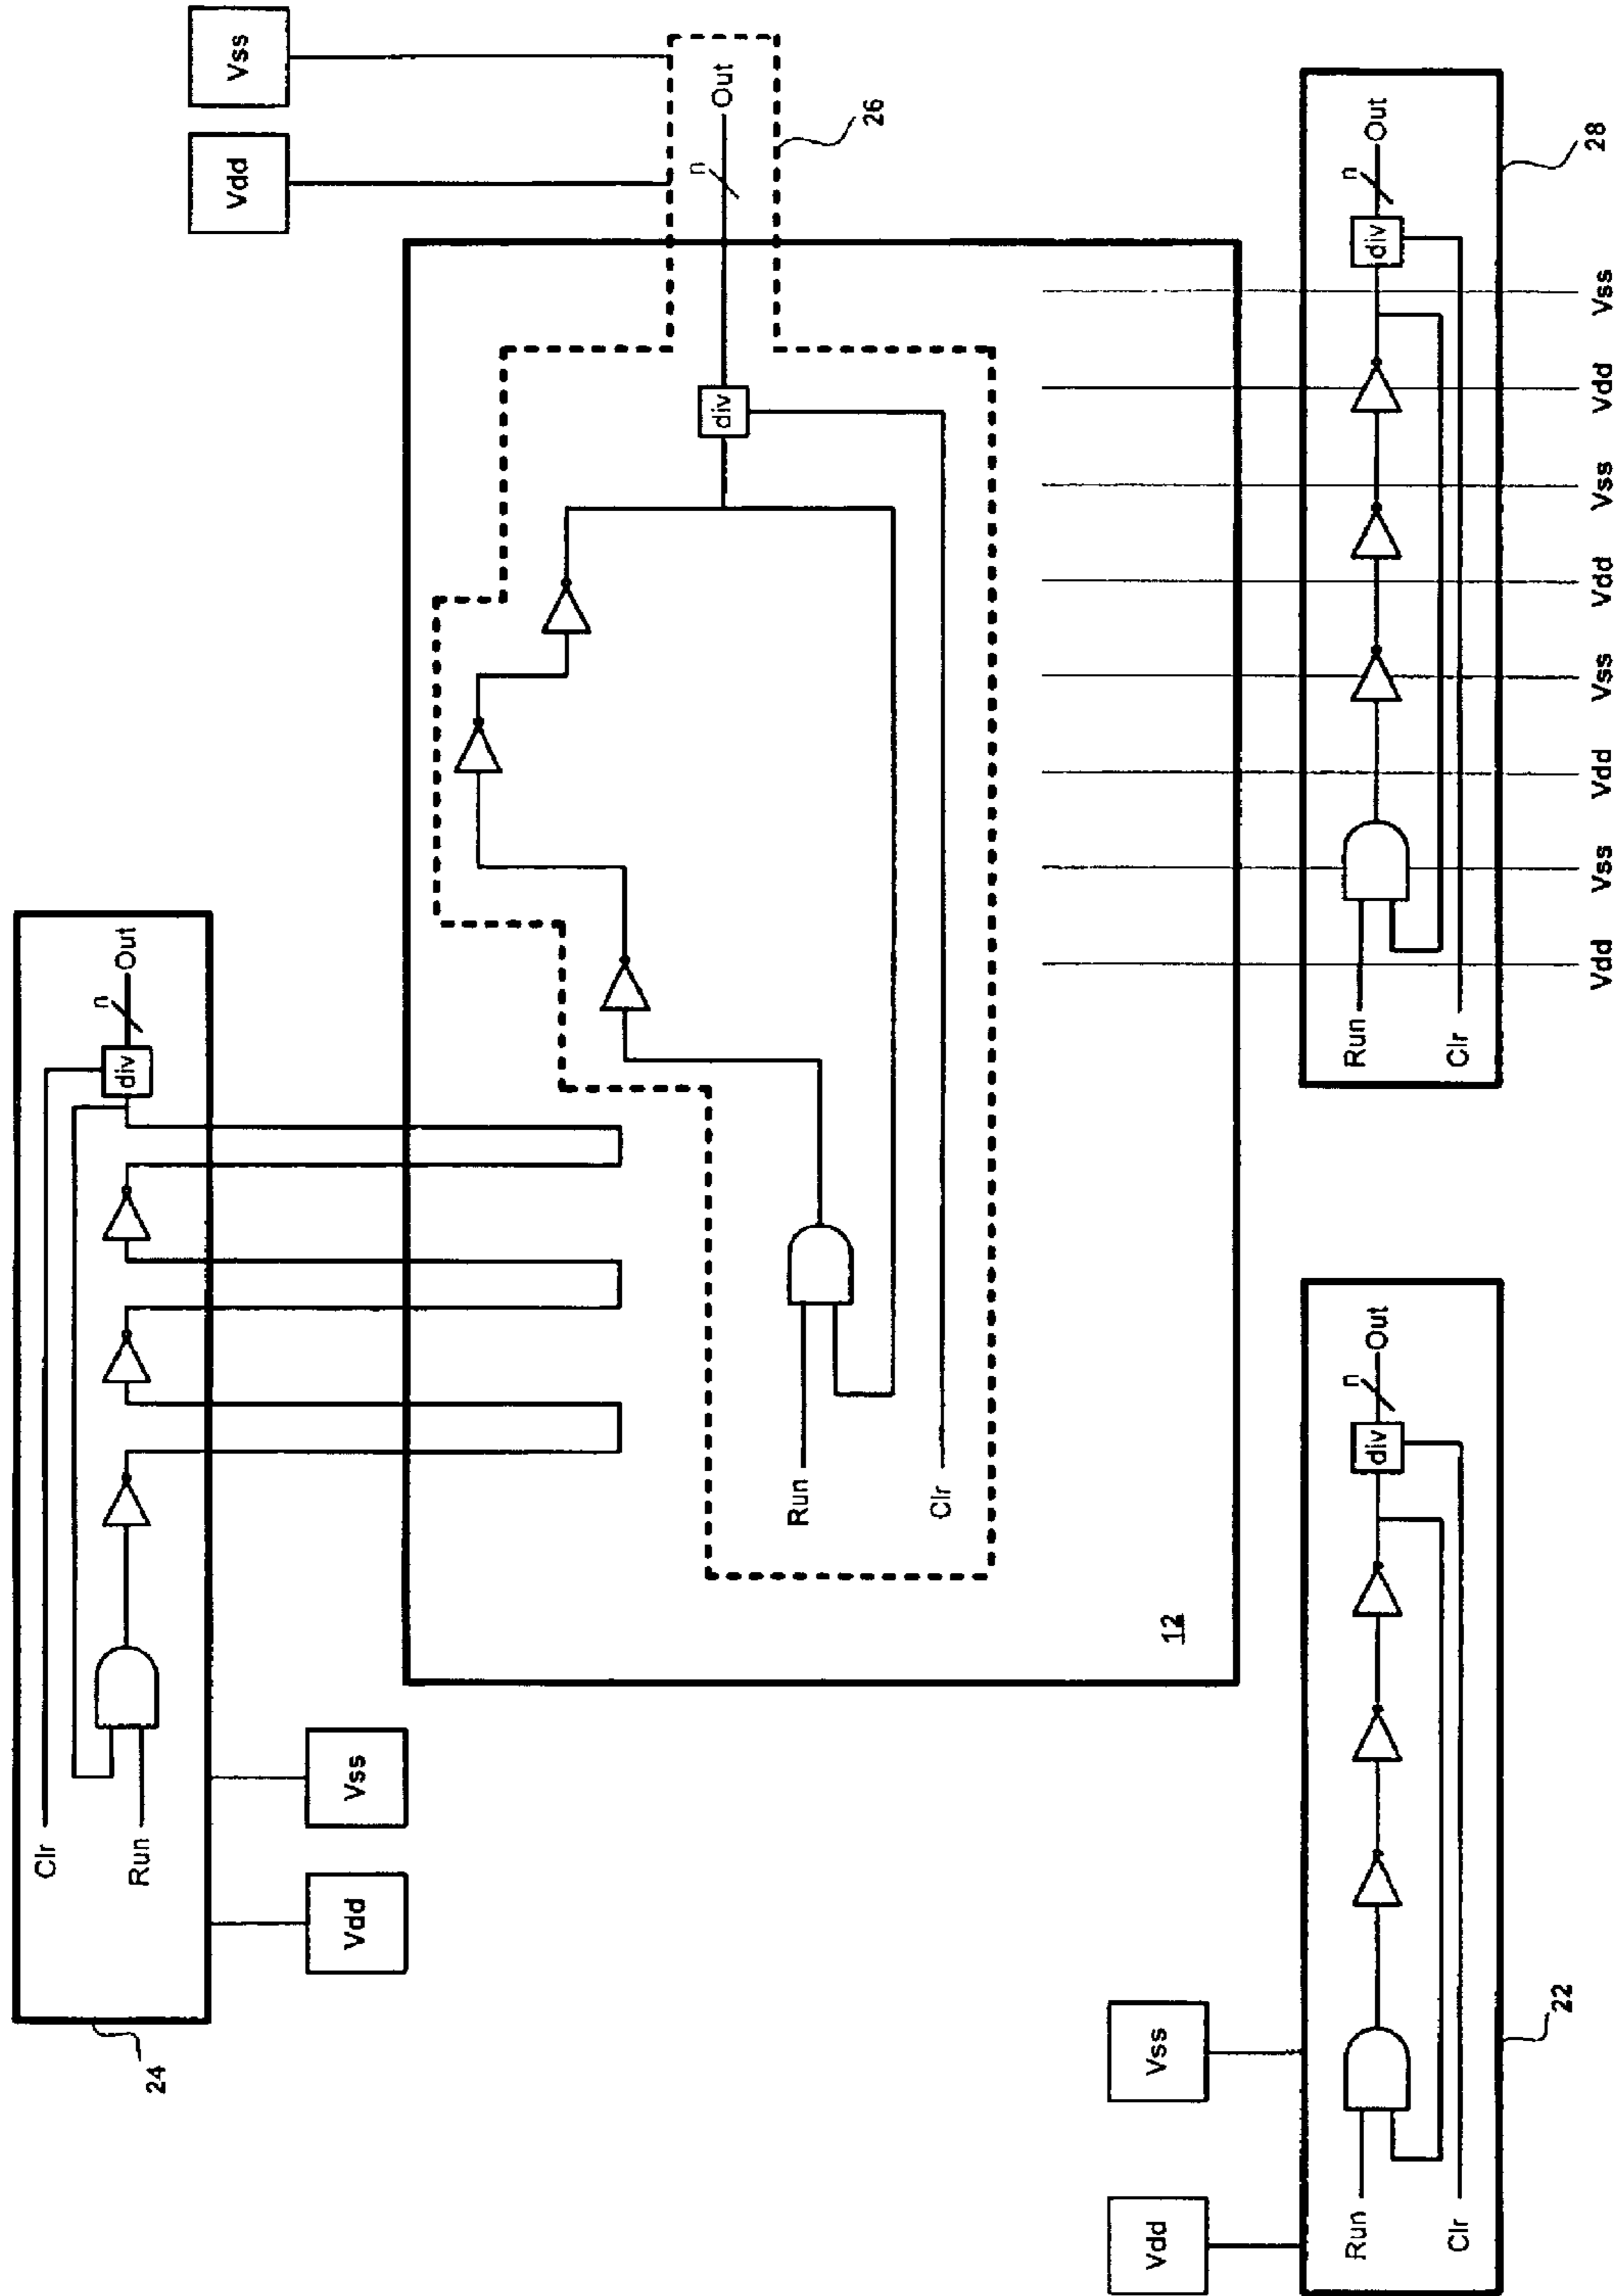 24
Clr
Run
n
div
Out
Vdd
Vss
Vdd
Vss
12
Run
Clr
div
n
Out
26
Vdd
Vss
Run
Clr
div
n
Out
22
Run
Clr
div
n
Out
28
Vdd
Vss
Vdd
Vss
Vdd
Vss
Vdd
Vss